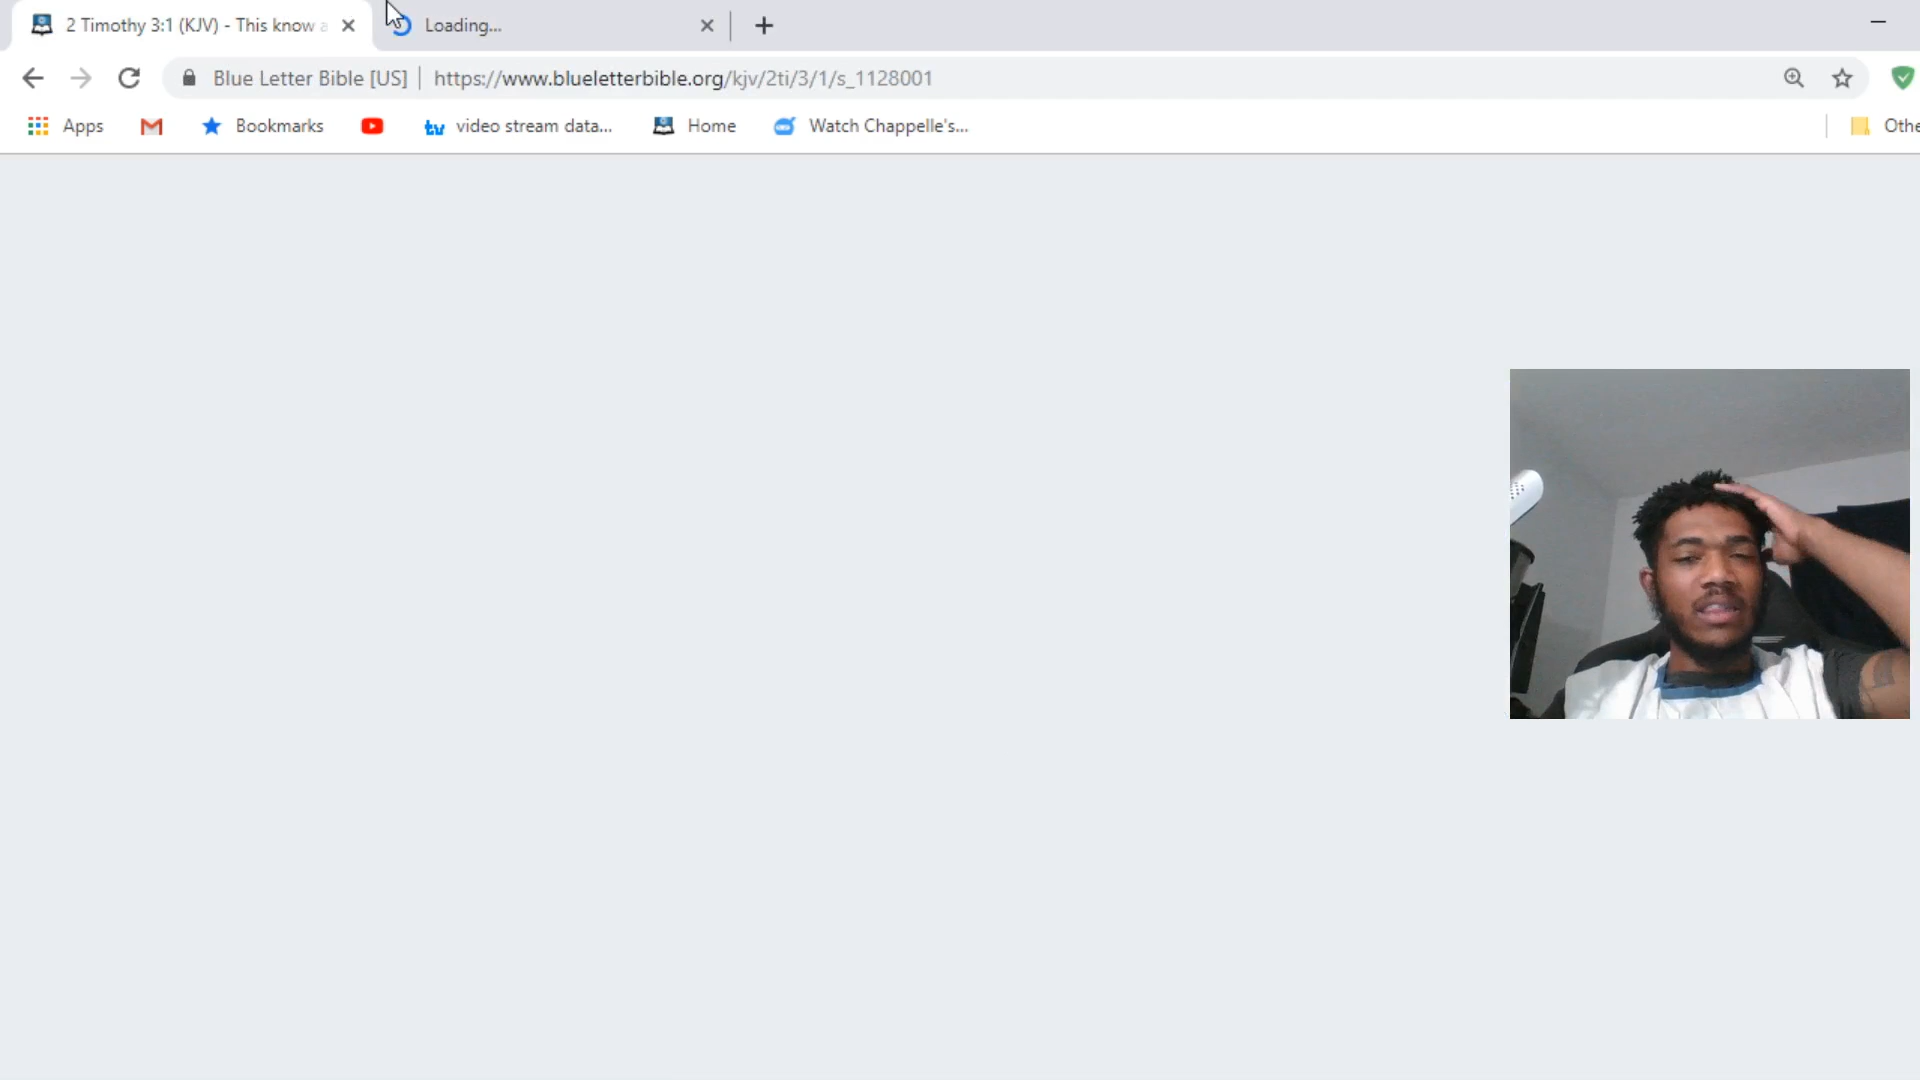 2 Timothy 3:1 (KJV) - This know a
Loading...
Blue Letter Bible [US] | https://www.blueletterbible.org/kjv/2ti/3/1/s_1128001
Apps Bookmarks video stream data... Home Watch Chappelle's... Othe